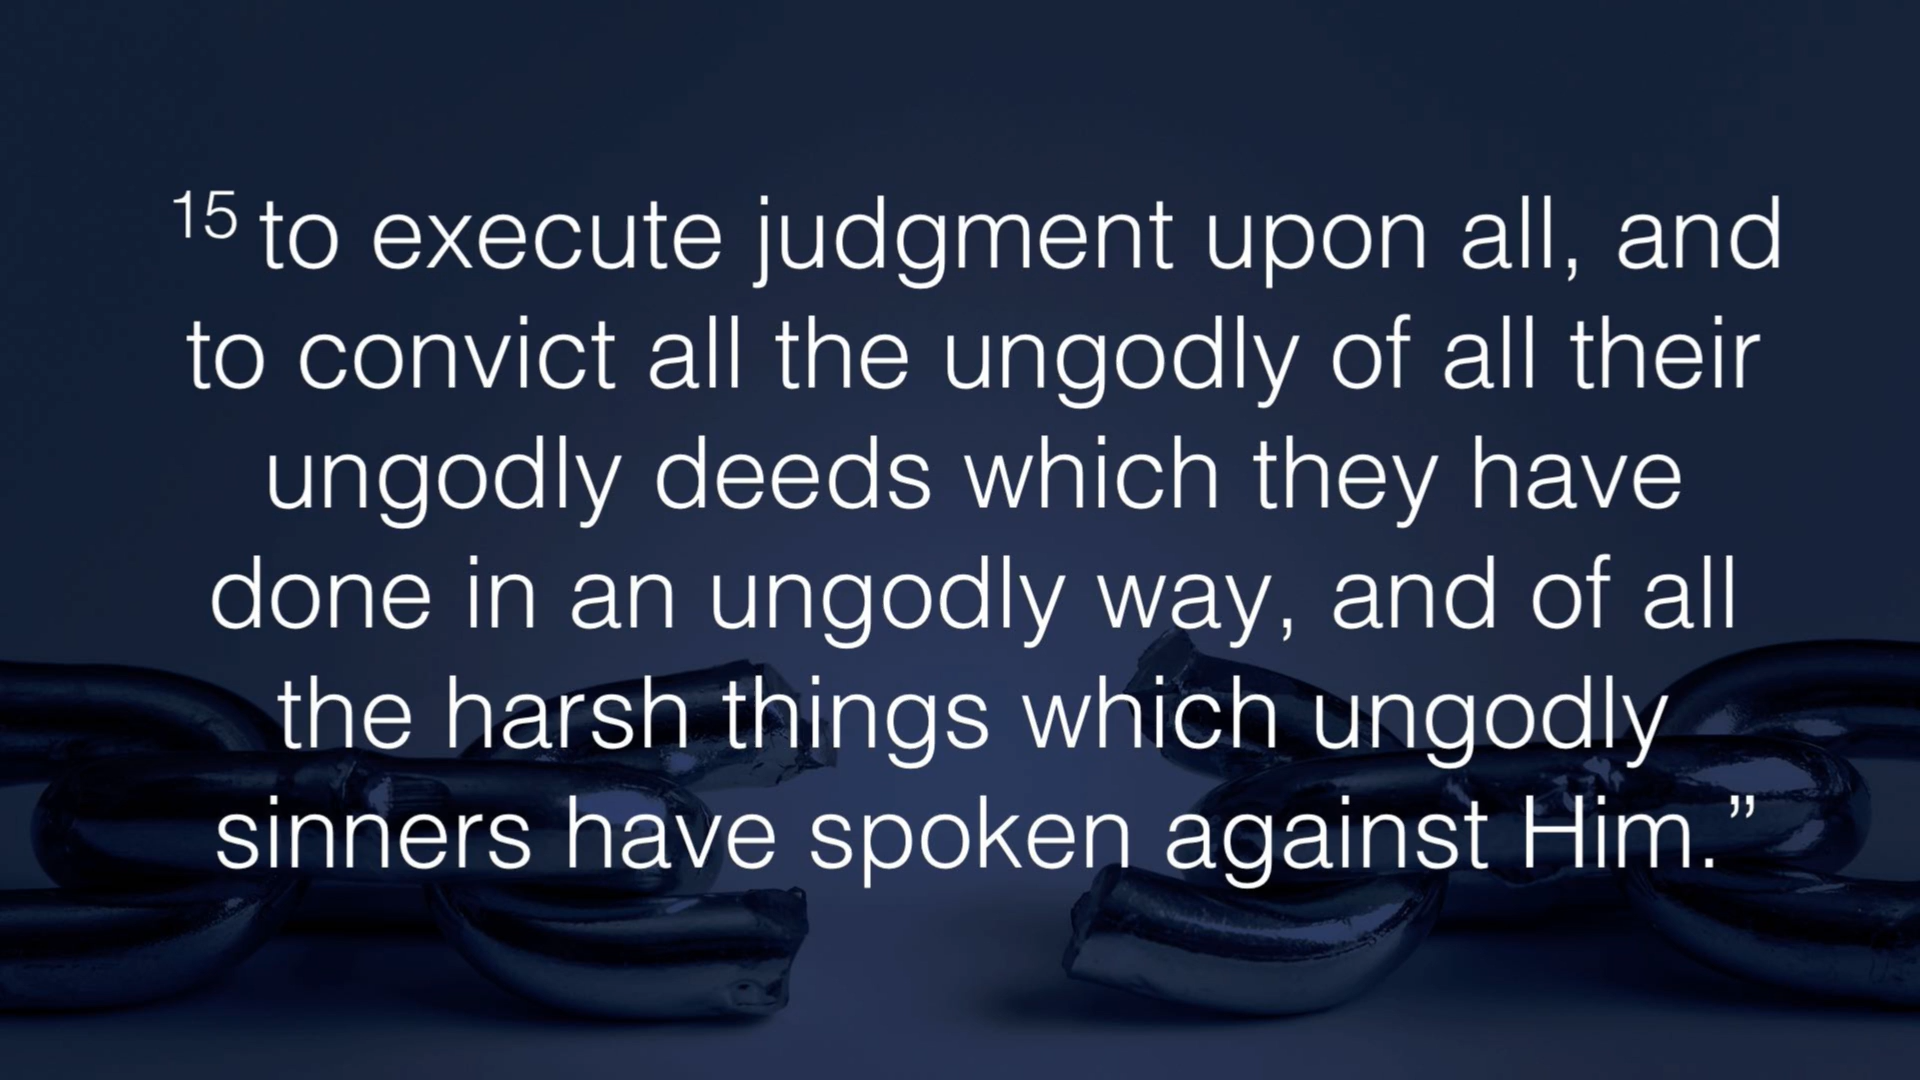 15 to execute judgment upon all, and
to convict all the ungodly of all their
ungodly deeds which they have
done in an ungodly way, and of all
the harsh things which ungodly
sinners have spoken against Him.”